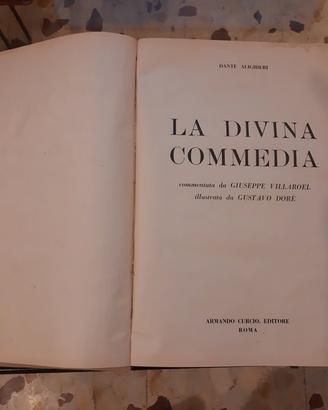 DANTE ALIGHIERI
LA DIVINA
COMMEDIA
commentata da GIUSEPPE VILLAROEL
illustrata da GUSTAVO DORÉ
ARMANDO CURCIO, EDITORE
ROMA